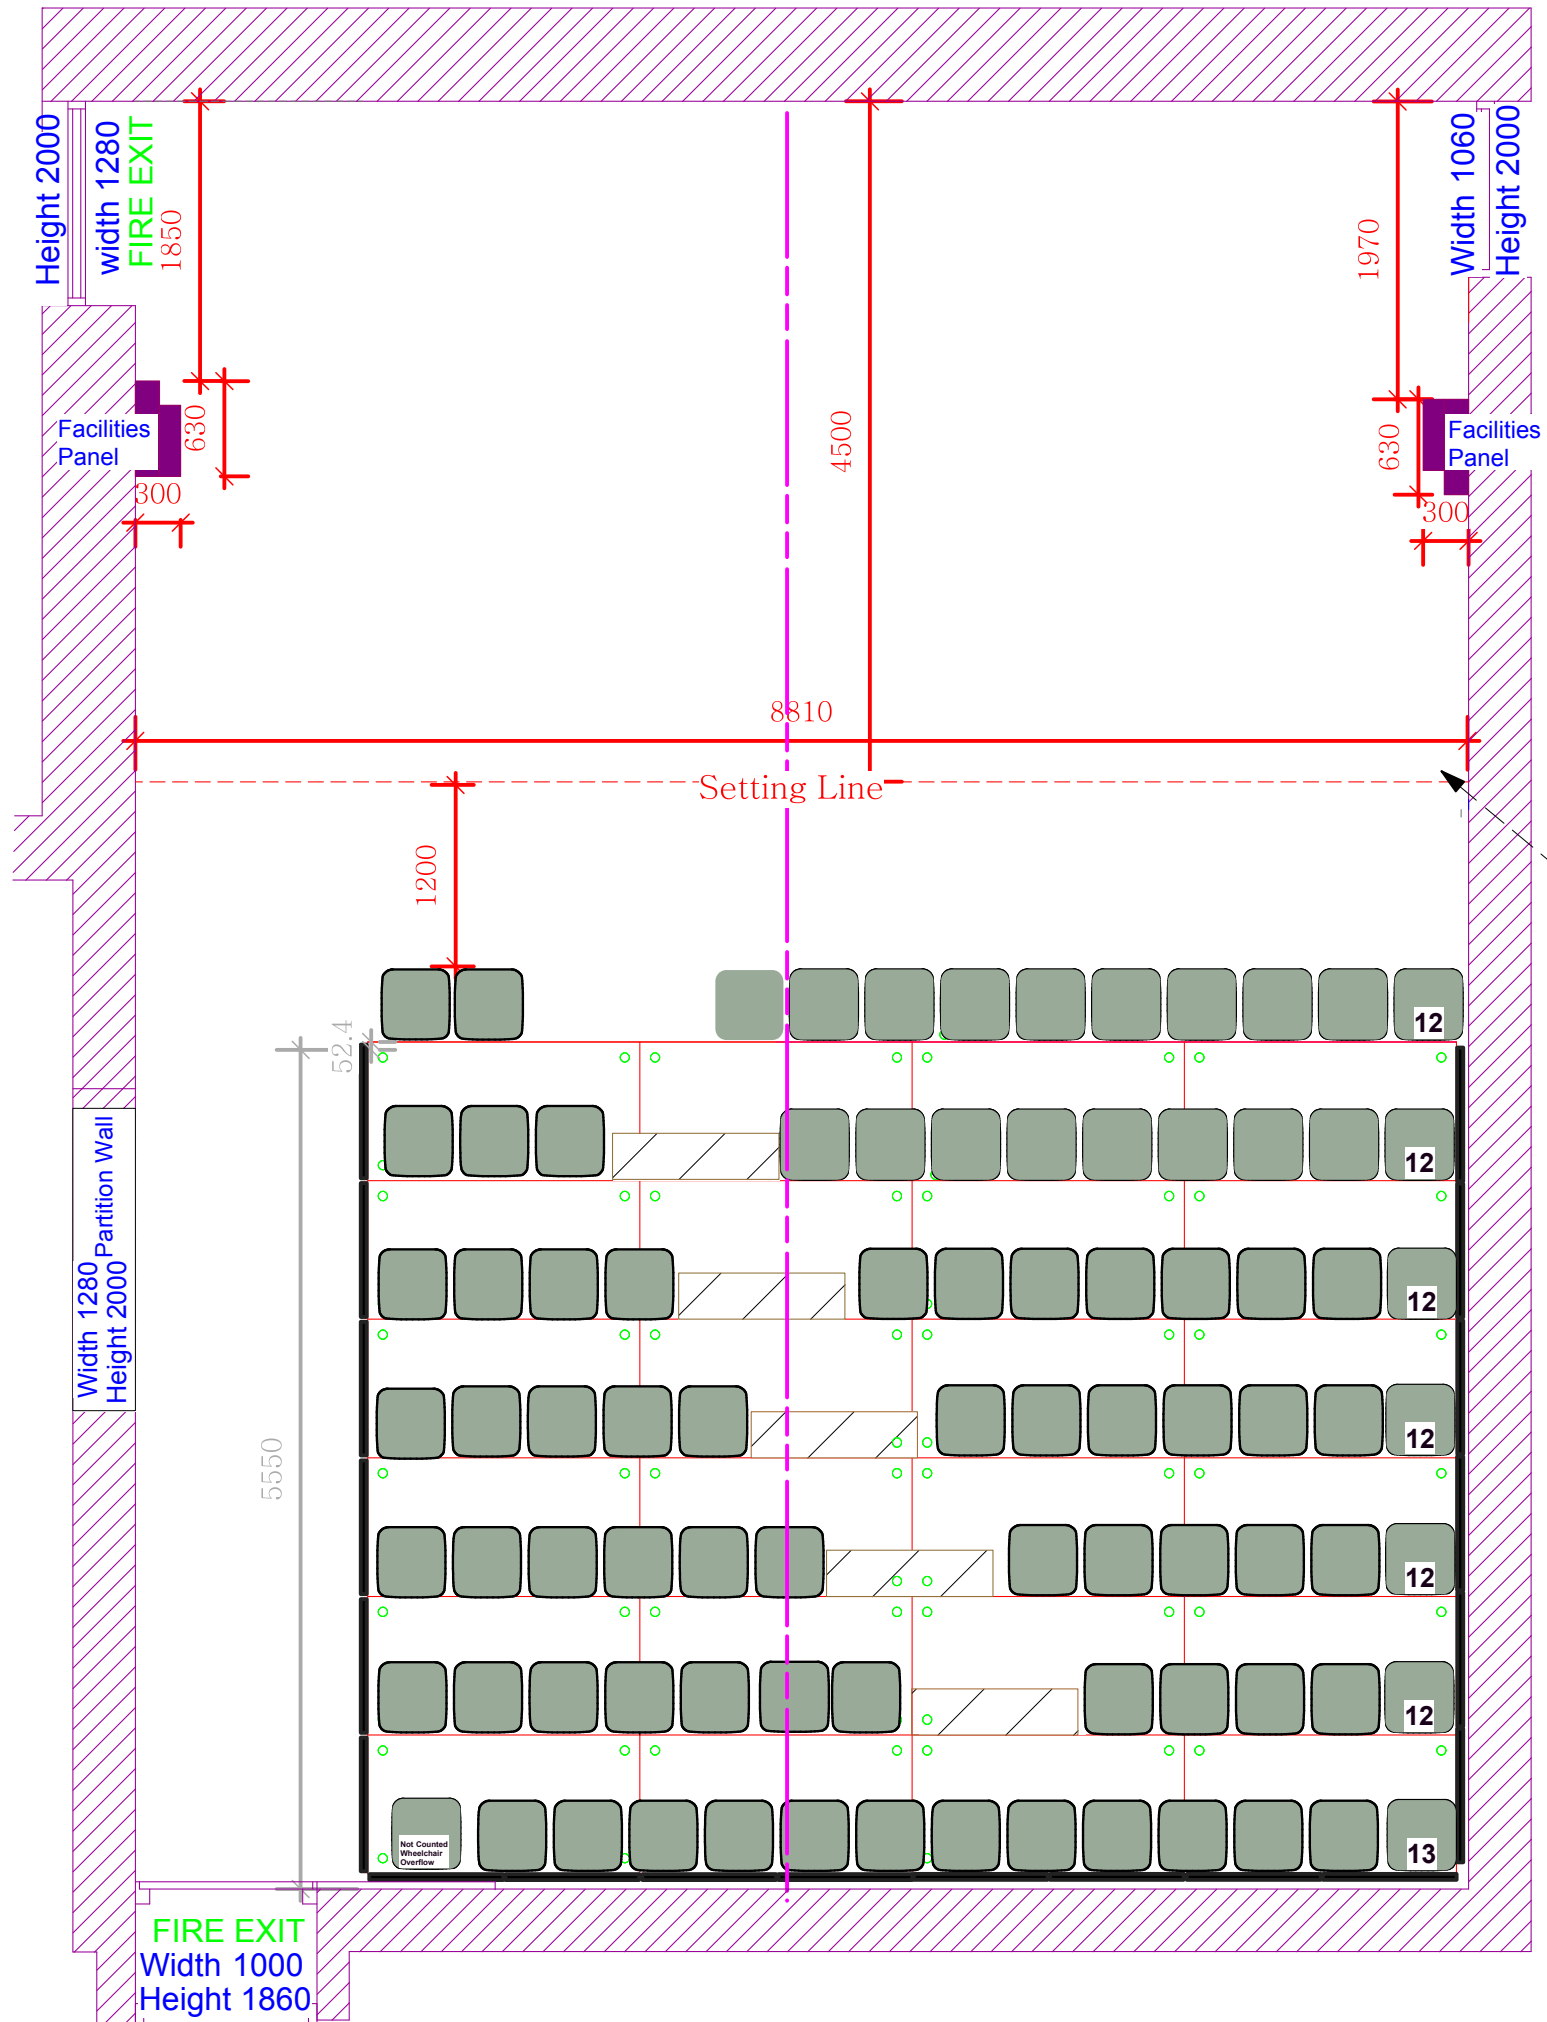 Height 2000
width 1280
FIRE EXIT
1850
1970
Width 1060
Height 2000
Facilities
Panel
630
300
4500
630
Facilities
Panel
300
8810
Setting Line
1200
12
52.4
12
Partition Wall
Width 1280
Height 2000
12
12
5550
12
12
Not Counted
Wheelchair
Overflow
13
FIRE EXIT
Width 1000
Height 1860